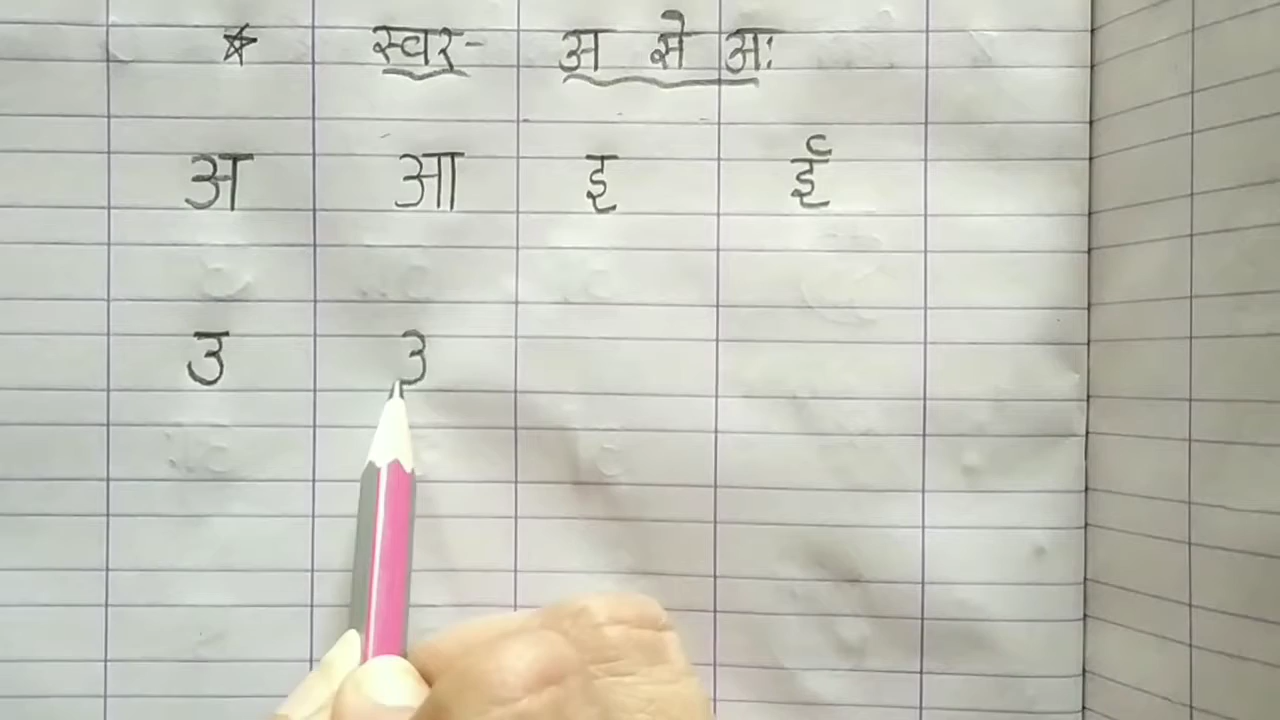 ★ स्वर- अ से अः
अ आ इ ई
उ उ